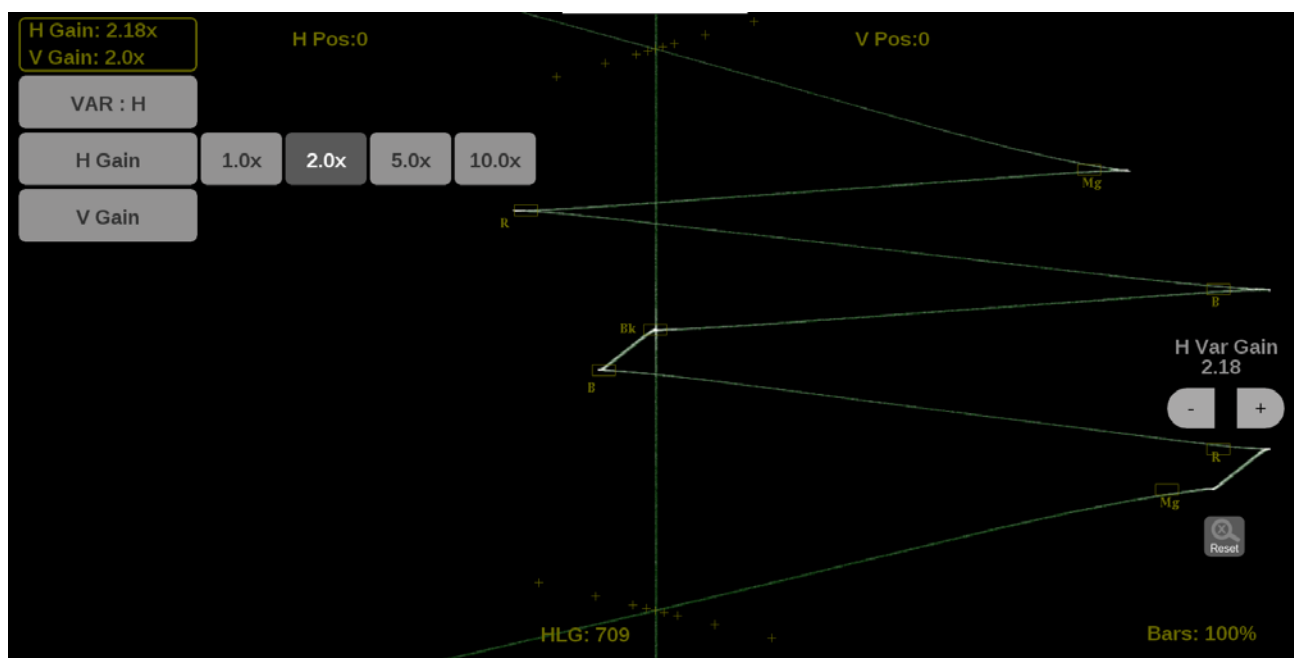 H Gain: 2.18x
V Gain: 2.0x
H Pos:0
V Pos:0
VAR : H
H Gain
1.0x
2.0x
5.0x
10.0x
V Gain
Mg
R
B
Bk
B
H Var Gain
2.18
-
+
R
Mg
X
Reset
HLG: 709
Bars: 100%